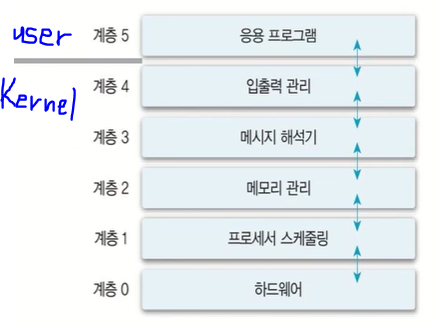 user 계층 5 응용 프로그램
Kernel 계층 4 입출력 관리
계층 3 메시지 해석기
계층 2 메모리 관리
계층 1 프로세서 스케줄링
계층 0 하드웨어